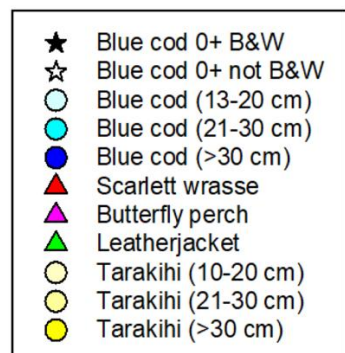 Blue cod 0+ B&W
Blue cod 0+ not B&W
Blue cod (13-20 cm)
Blue cod (21-30 cm)
Blue cod (>30 cm)
Scarlett wrasse
Butterfly perch
Leatherjacket
Tarakihi (10-20 cm)
Tarakihi (21-30 cm)
Tarakihi (>30 cm)